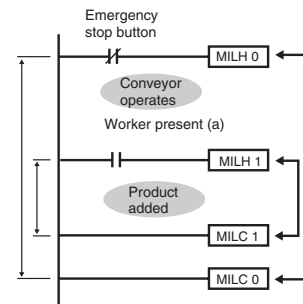 Emergency
stop button
MILH 0
Conveyor
operates
Worker present (a)
MILH 1
Product
added
MILC 1
MILC 0